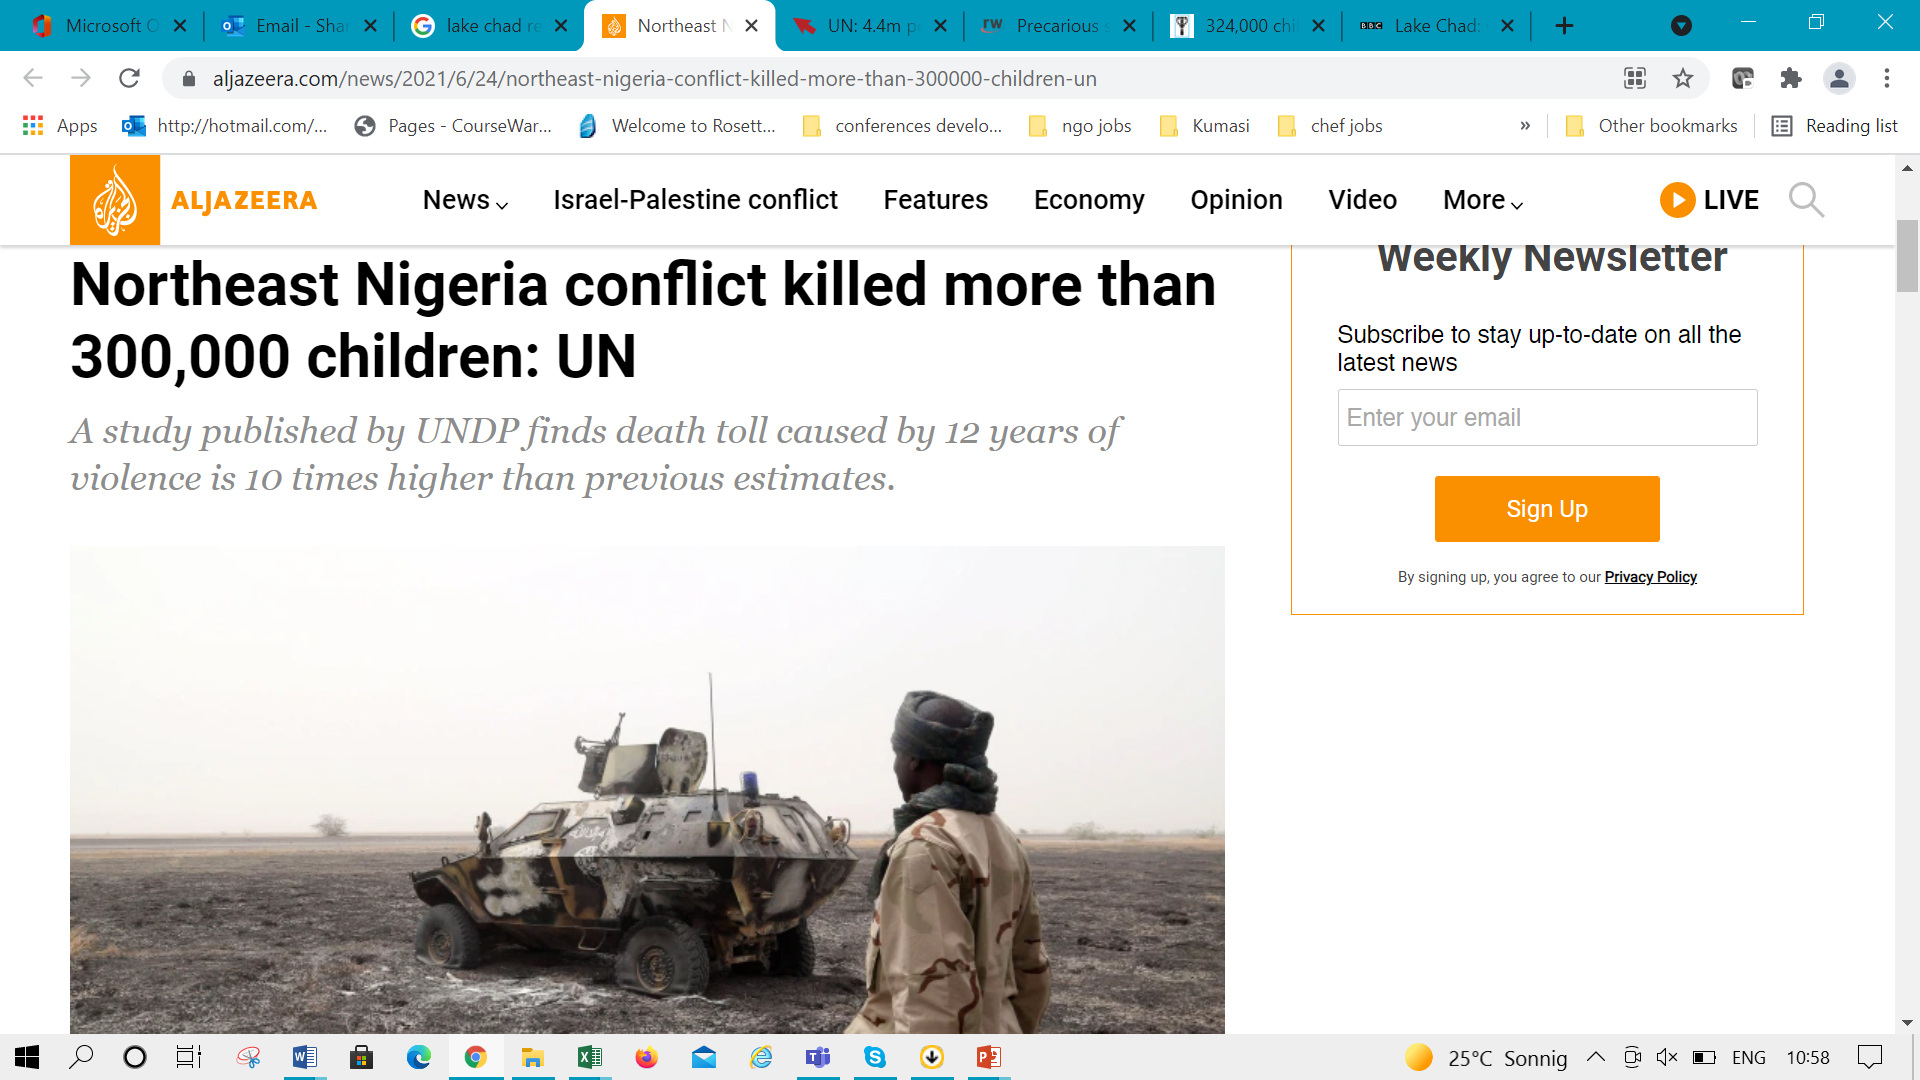 Microsoft O
Email - Shar
lake chad re
Northeast N
UN: 4.4m pe
Precarious s
324,000 chil
BBC
Lake Chad:
aljazeera.com/news/2021/6/24/northeast-nigeria-conflict-killed-more-than-300000-children-un
Apps
http://hotmail.com/...
Pages - CourseWar...
Welcome to Rosett...
conferences develo...
ngo jobs
Kumasi
chef jobs
»
Other bookmarks
Reading list
ALJAZEERA
News
Israel-Palestine conflict
Features
Economy
Opinion
Video
More
LIVE
Northeast Nigeria conflict killed more than
300,000 children: UN
A study published by UNDP finds death toll caused by 12 years of
violence is 10 times higher than previous estimates.
Weekly Newsletter
Subscribe to stay up-to-date on all the
latest news
Enter your email
Sign Up
By signing up, you agree to our Privacy Policy
25°C Sonnig
ENG
10:58